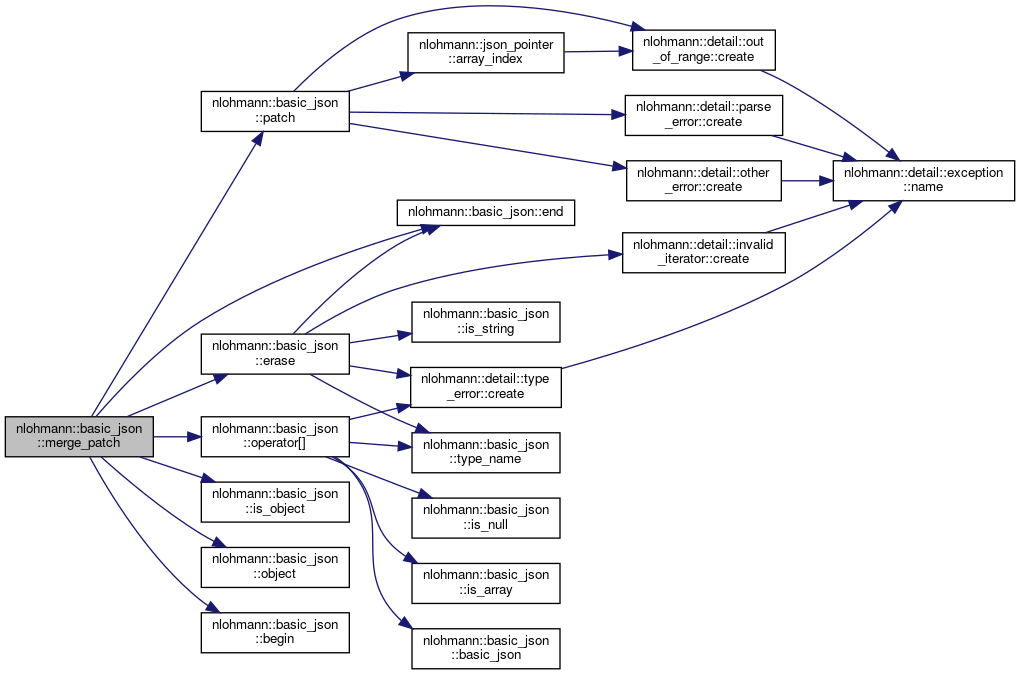 nlohmann::basic_json
::merge_patch
nlohmann::basic_json
::patch
nlohmann::json_pointer
::array_index
nlohmann::detail::out
_of_range::create
nlohmann::detail::parse
_error::create
nlohmann::detail::other
_error::create
nlohmann::detail::exception
::name
nlohmann::basic_json::end
nlohmann::detail::invalid
_iterator::create
nlohmann::basic_json
::erase
nlohmann::basic_json
::is_string
nlohmann::detail::type
_error::create
nlohmann::basic_json
::operator[]
nlohmann::basic_json
::type_name
nlohmann::basic_json
::is_object
nlohmann::basic_json
::is_null
nlohmann::basic_json
::object
nlohmann::basic_json
::is_array
nlohmann::basic_json
::begin
nlohmann::basic_json
::basic_json